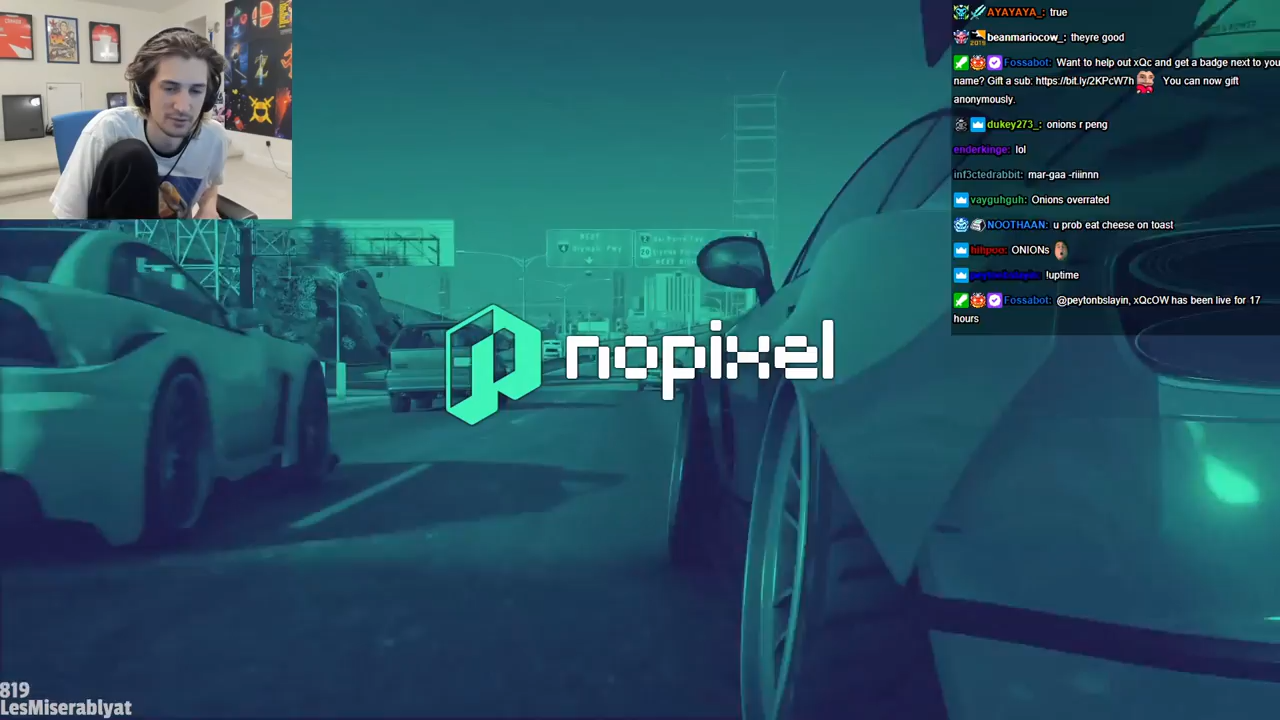 AYAYAYA_: true
beanmariocow_: theyre good
Fossabot: Want to help out xQc and get a badge next to you
name? Gift a sub: https://bit.ly/2KPcW7h You can now gift
anonymously.
dukey273_: onions r peng
enderkinge: lol
inf3ctedrabbit: mar-gaa -riiinnn
vayguhguh: Onions overrated
NOOTHAAN: u prob eat cheese on toast
hihpoo: ONIONs
peytonbslayin: !uptime
Fossabot: @peytonbslayin, xQcOW has been live for 17
hours
nopixel
819
LesMiserablyat